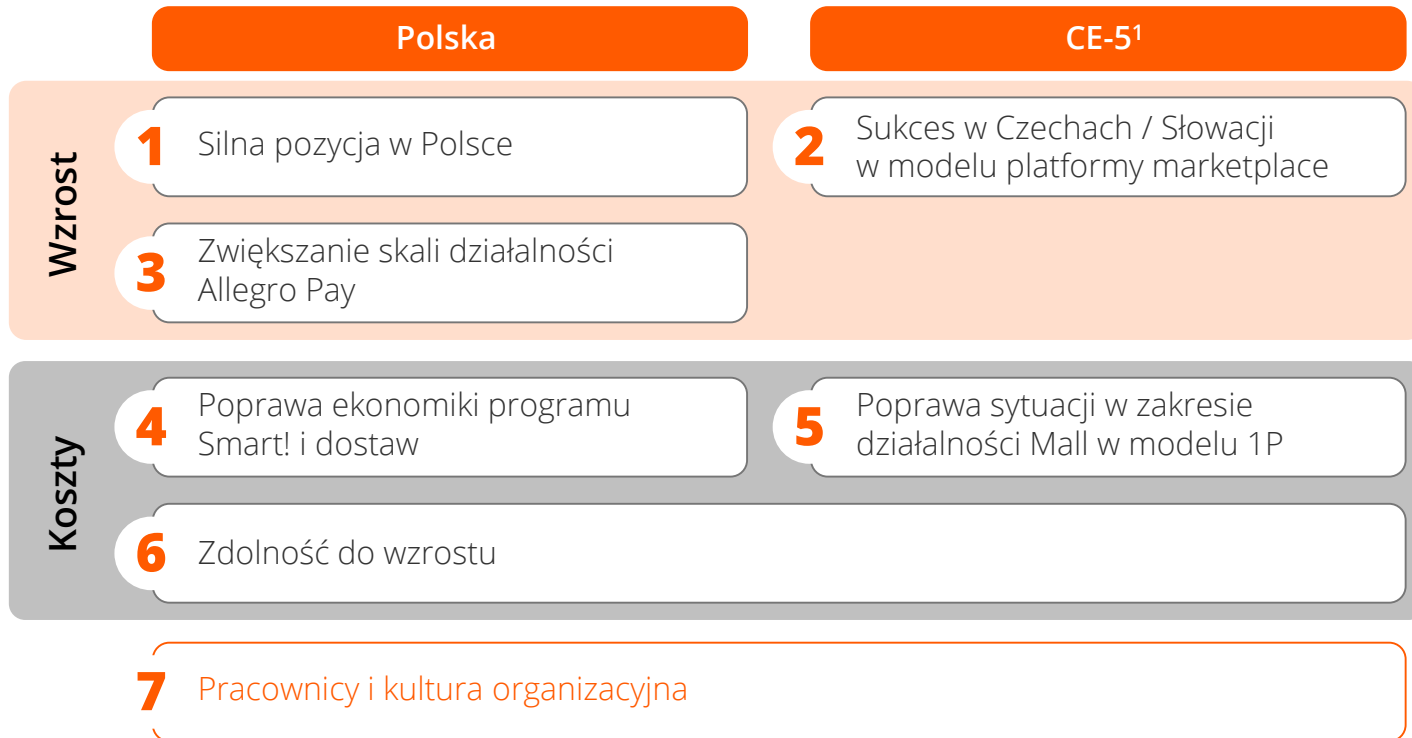 Polska
CE-5¹
Wzrost
1
Silna pozycja w Polsce
2
Sukces w Czechach / Słowacji
w modelu platformy marketplace
3
Zwiększanie skali działalności
Allegro Pay
Koszty
4
Poprawa ekonomiki programu
Smart! i dostaw
5
Poprawa sytuacji w zakresie
działalności Mall w modelu 1P
6
Zdolność do wzrostu
7
Pracownicy i kultura organizacyjna